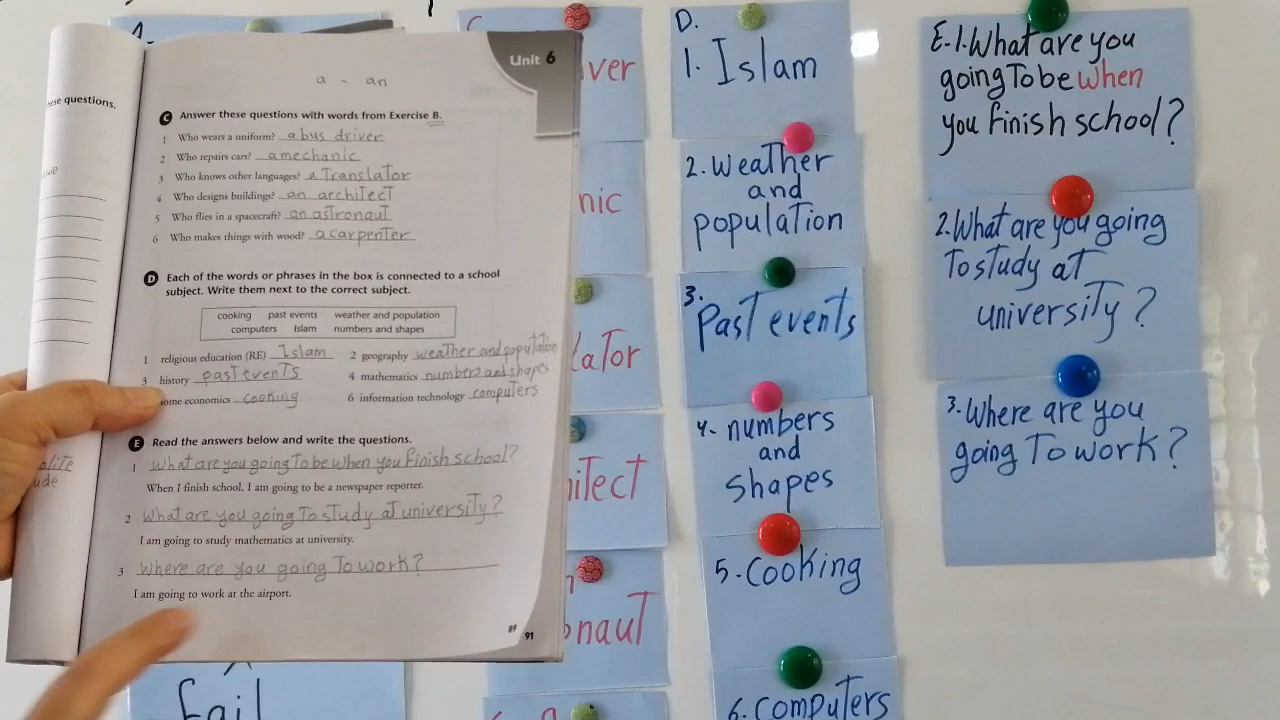 these questions.
Unit 6
a - an
C Answer these questions with words from Exercise B.
1 Who wears a uniform? a bus driver
2 Who repairs cars? a mechanic
3 Who knows other languages? a Translator
4 Who designs buildings? an architect
5 Who flies in a spacecraft? an astronaut
6 Who makes things with wood? a carpenter
D Each of the words or phrases in the box is connected to a school
subject. Write them next to the correct subject.
cooking past events weather and population
computers Islam numbers and shapes
1 religious education (RE) Islam 2 geography weather and population
3 history past events 4 mathematics numbers and shapes
home economics cooking 6 information technology computers
E Read the answers below and write the questions.
1 What are you going To be when you finish school?
When I finish school, I am going to be a newspaper reporter.
2 What are you going To study at university?
I am going to study mathematics at university.
3 Where are you going To work?
I am going to work at the airport.
89
91
ver
nic
lator
hitect
onaut
Fail
D.
1. Islam
2. weather
and
population
3.
Past events
4. numbers
and
shapes
5. Cooking
6. computers
E.1. What are you
going To be when
you finish school?
2. What are you going
To study at
university?
3. Where are you
going To work?